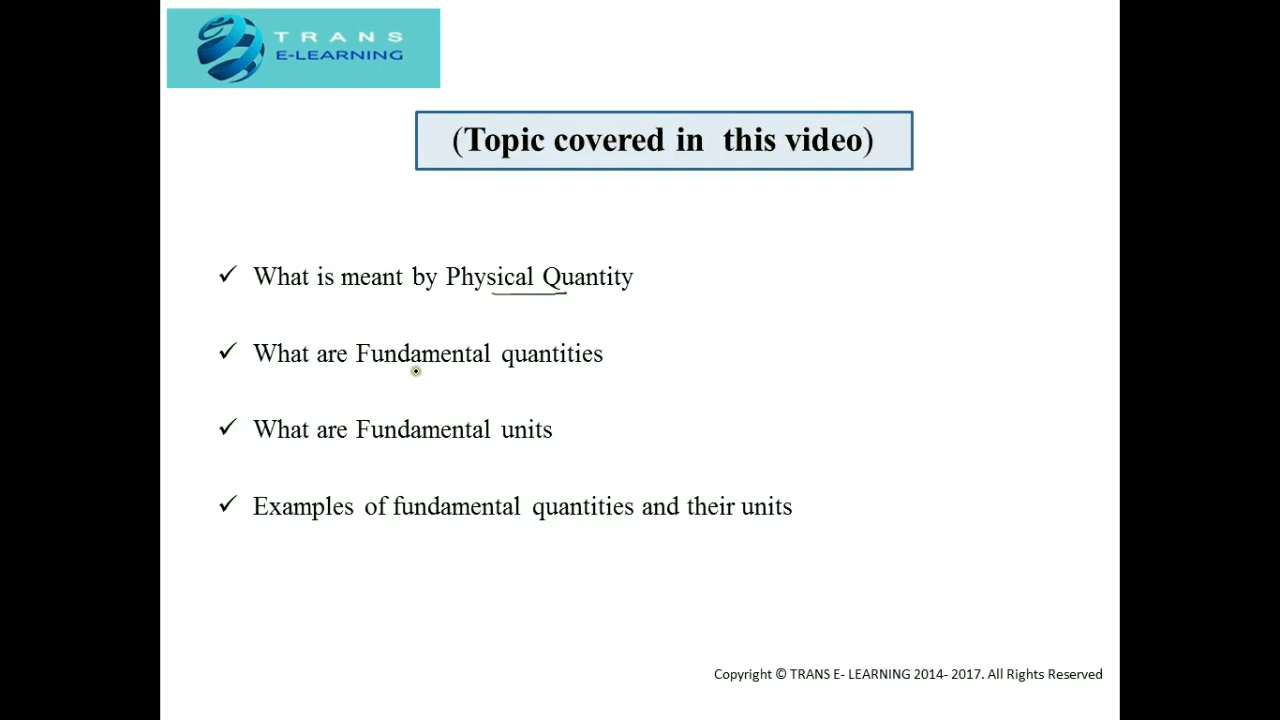 TRANS
E-LEARNING
(Topic covered in this video)
✓ What is meant by Physical Quantity
✓ What are Fundamental quantities
✓ What are Fundamental units
✓ Examples of fundamental quantities and their units
Copyright © TRANS E- LEARNING 2014- 2017. All Rights Reserved